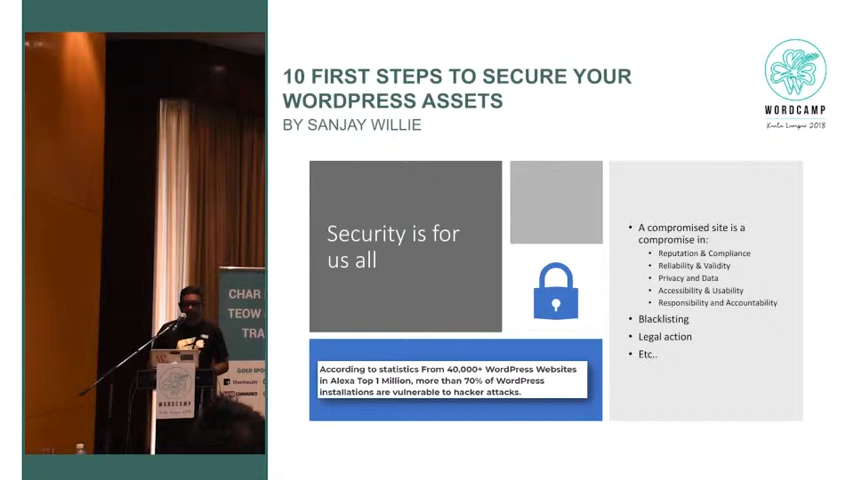 10 FIRST STEPS TO SECURE YOUR
WORDPRESS ASSETS
BY SANJAY WILLIE
WORDCAMP
Kuala Lumpur 2018
Security is for
us all
According to statistics From 40,000+ WordPress Websites
in Alexa Top 1 Million, more than 70% of WordPress
installations are vulnerable to hacker attacks.
• A compromised site is a
compromise in:
• Reputation & Compliance
• Reliability & Validity
• Privacy and Data
• Accessibility & Usability
• Responsibility and Accountability
• Blacklisting
• Legal action
• Etc..
CHAR
TEOW
TRA
GOLD SPO
WORDCAMP